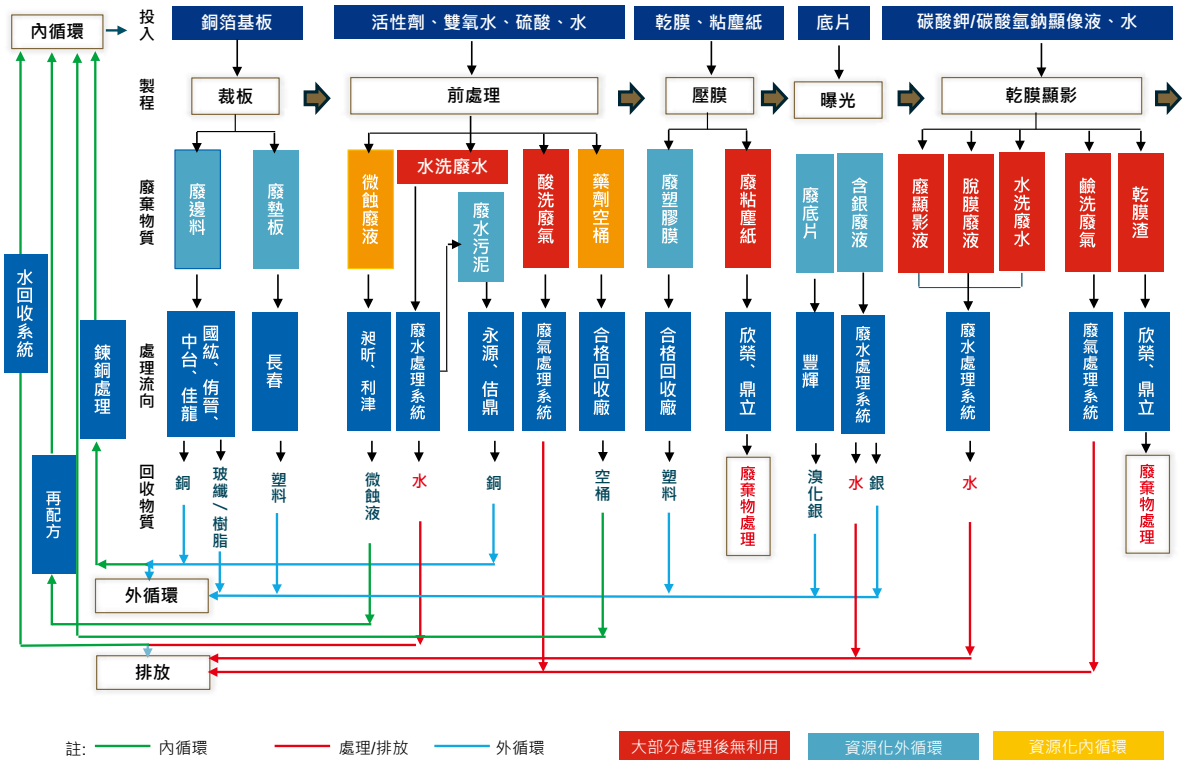 內循環
投入
銅箔基板
活性劑、雙氧水、硫酸、水
乾膜、粘塵紙
底片
碳酸鉀/碳酸氫鈉顯像液、水
製程
裁板
前處理
壓膜
曝光
乾膜顯影
廢棄物質
廢邊料
廢墊板
微蝕廢液
水洗廢水
廢水污泥
酸洗廢氣
藥劑空桶
廢塑膠膜
廢粘塵紙
廢底片
含銀廢液
廢顯影液
脫膜廢液
水洗廢水
鹼洗廢氣
乾膜渣
水回收系統
鍊銅處理
再配方
處理流向
國紘、侑晉、
中台、佳龍
長春
昶昕、利津
廢水處理系統
永源、佶鼎
廢氣處理系統
合格回收廠
合格回收廠
欣榮、鼎立
豐輝
廢水處理系統
廢水處理系統
廢氣處理系統
欣榮、鼎立
回收物質
銅
玻纖/樹脂
塑料
微蝕液
水
銅
空桶
塑料
廢棄物處理
溴化銀
水
銀
水
廢棄物處理
外循環
排放
註:
內循環
處理/排放
外循環
大部分處理後無利用
資源化外循環
資源化內循環